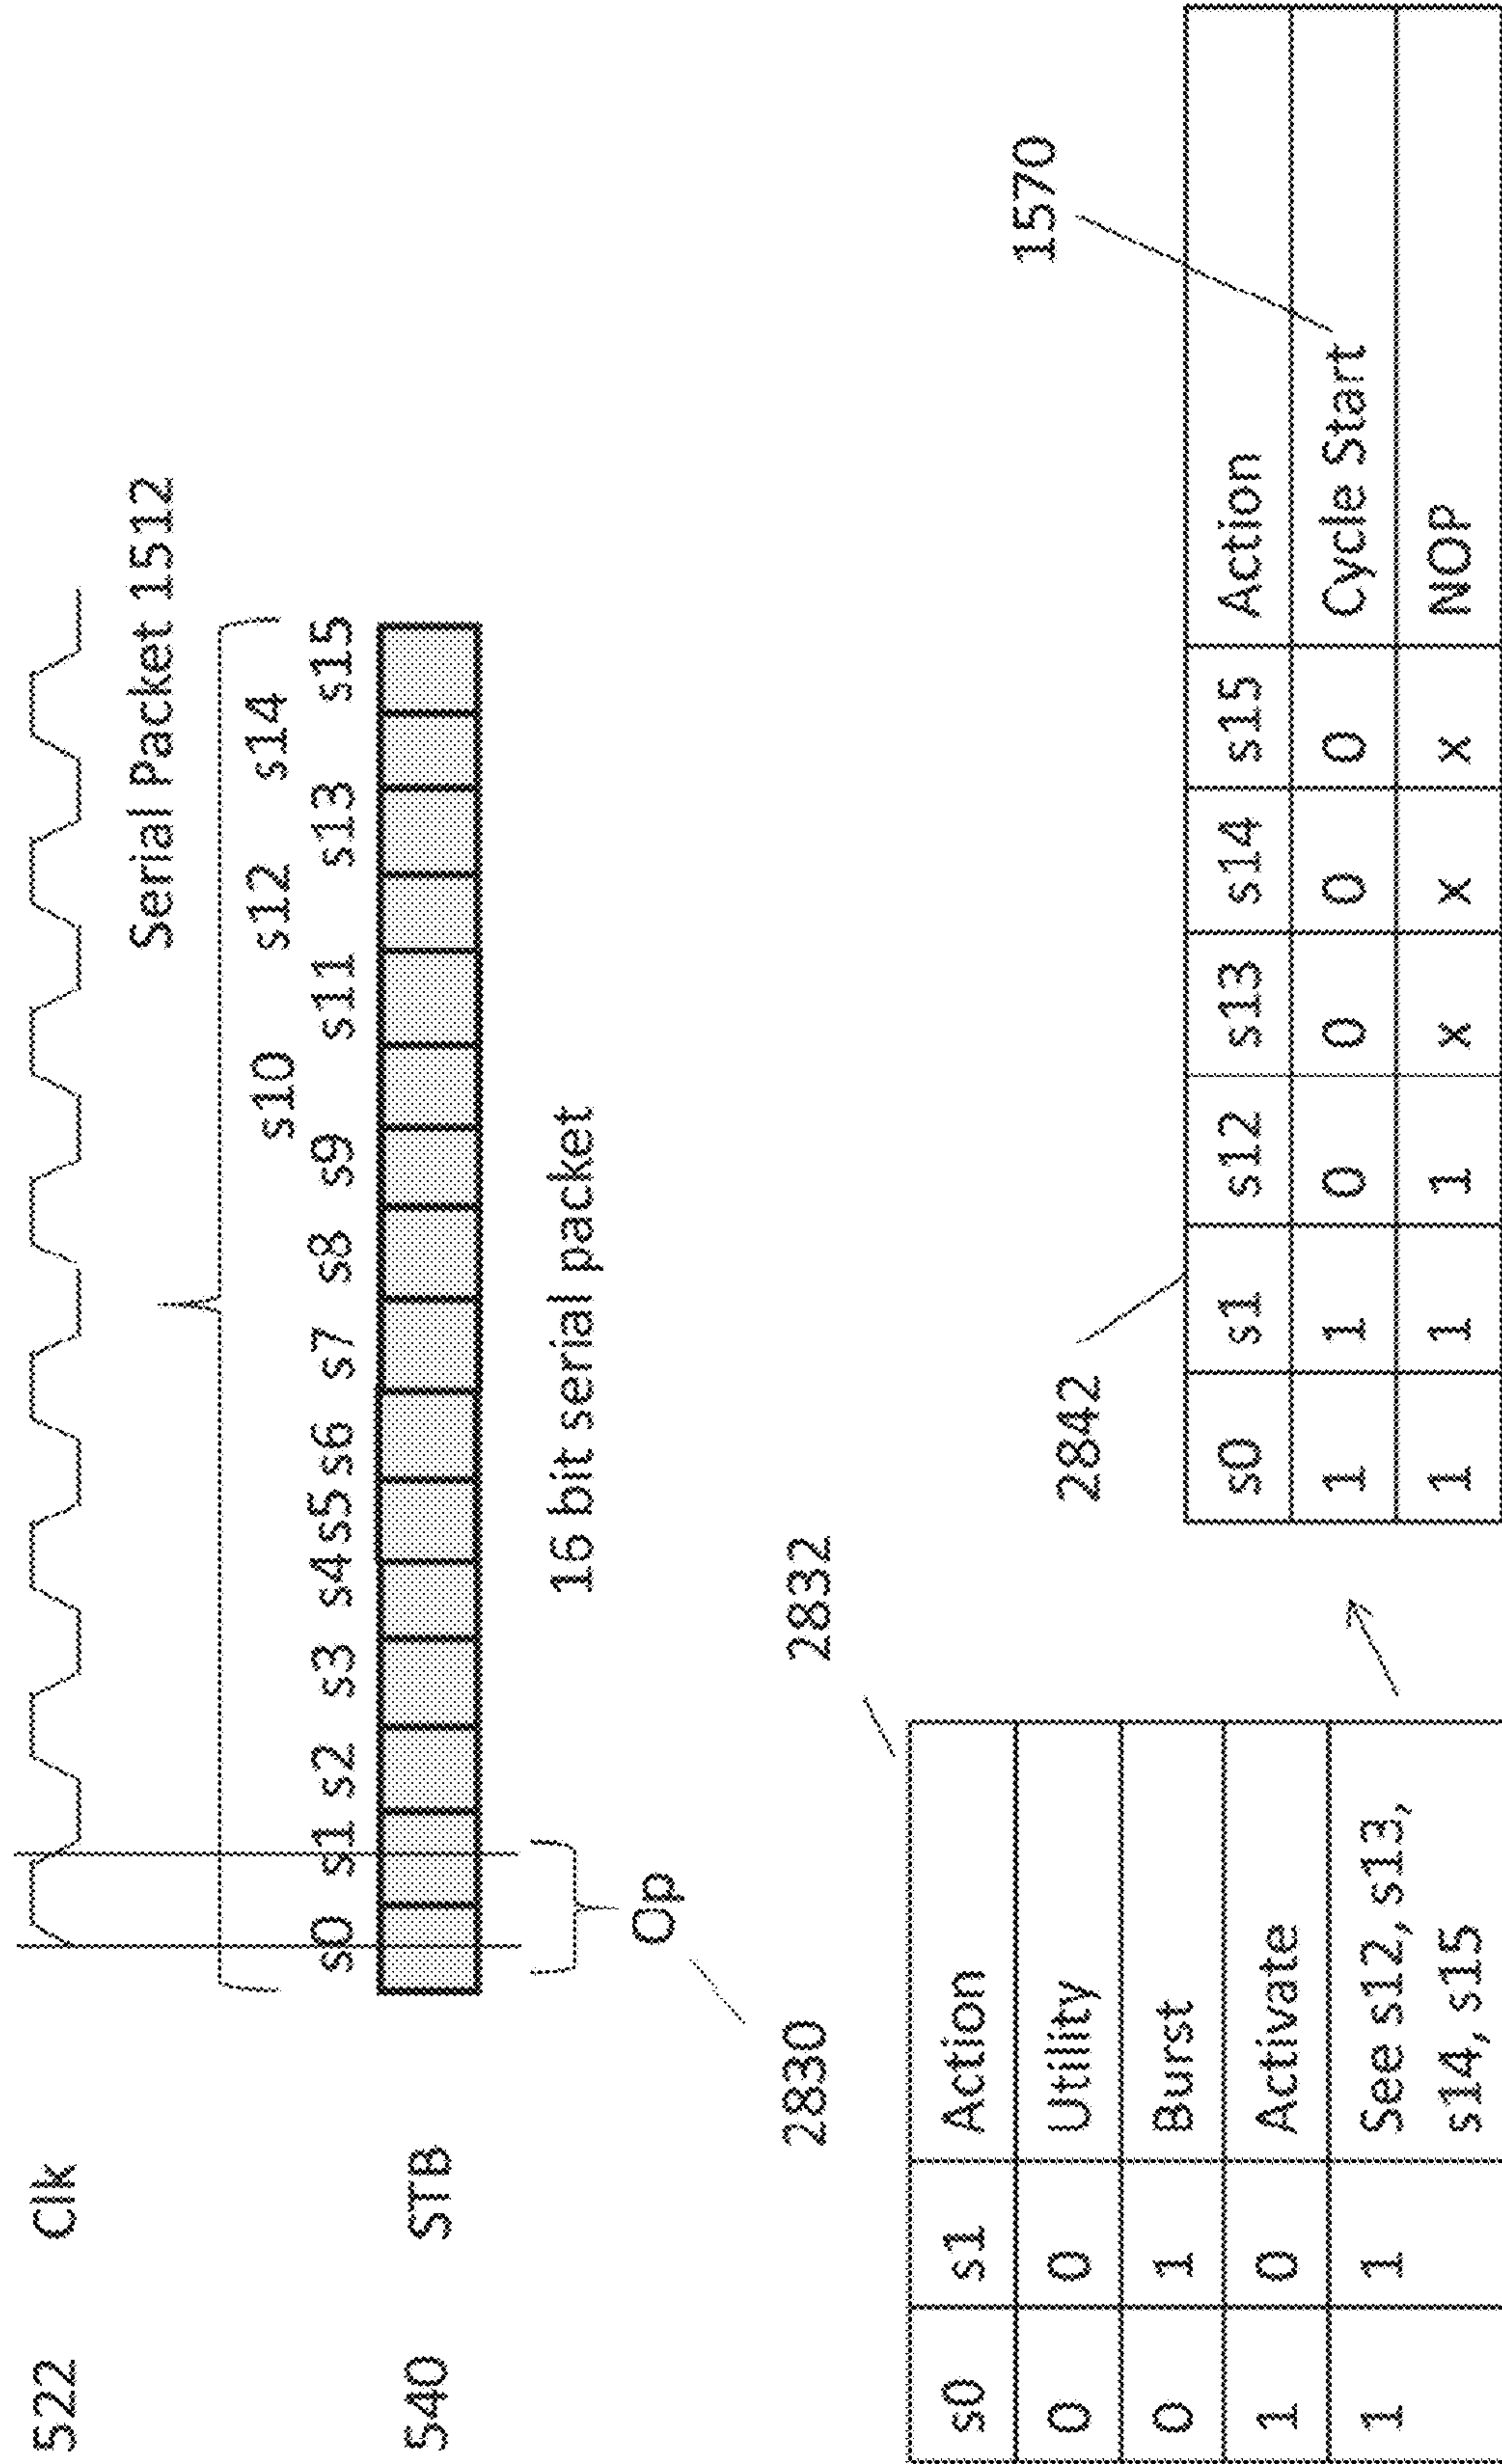 522 Clk
Serial Packet 1512
s10 s12 s14
s0 s1 s2 s3 s4 s5 s6 s7 s8 s9 s11 s13 s15
540 STB
Op
16 bit serial packet
2830
2832
s0 s1 Action
0 0 Utility
0 1 Burst
1 0 Activate
1 1 See s12, s13,
s14, s15
1570
2842
s0 s1 s12 s13 s14 s15 Action
1 1 0 0 0 0 Cycle Start
1 1 1 x x x NOP